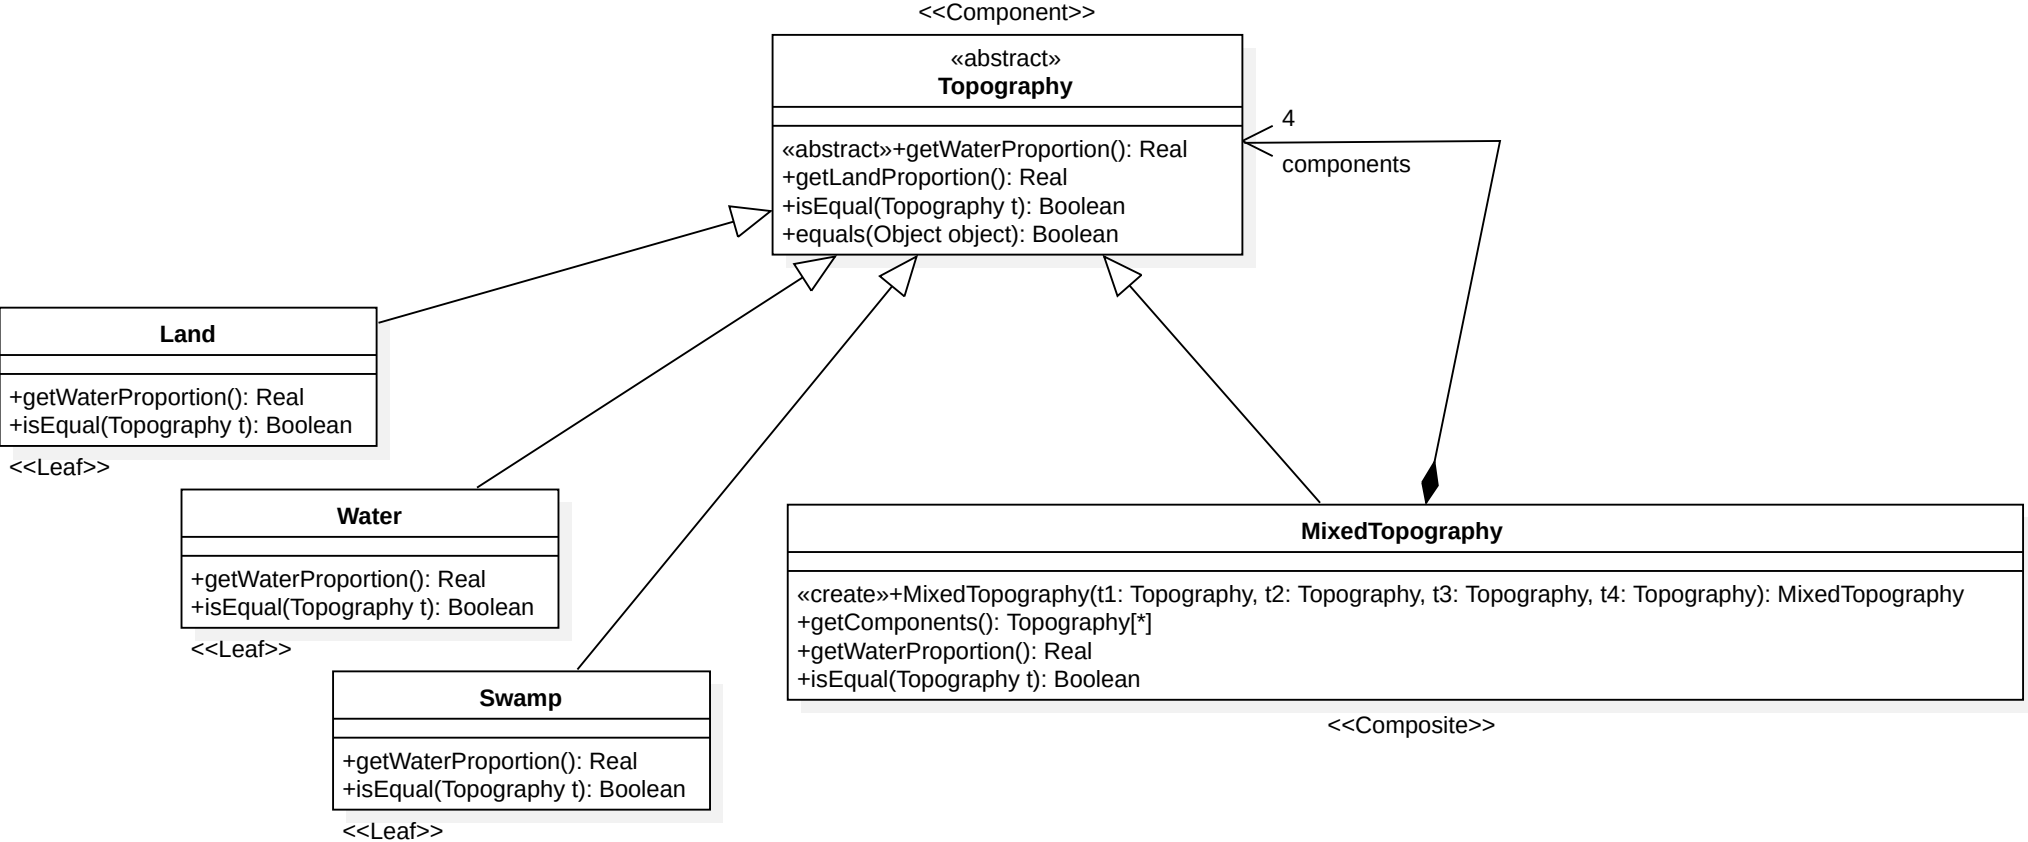 <<Component>>
«abstract»
Topography
«abstract»+getWaterProportion(): Real
+getLandProportion(): Real
+isEqual(Topography t): Boolean
+equals(Object object): Boolean
4
components
Land
+getWaterProportion(): Real
+isEqual(Topography t): Boolean
<<Leaf>>
Water
+getWaterProportion(): Real
+isEqual(Topography t): Boolean
<<Leaf>>
Swamp
+getWaterProportion(): Real
+isEqual(Topography t): Boolean
<<Leaf>>
MixedTopography
«create»+MixedTopography(t1: Topography, t2: Topography, t3: Topography, t4: Topography): MixedTopography
+getComponents(): Topography[*]
+getWaterProportion(): Real
+isEqual(Topography t): Boolean
<<Composite>>